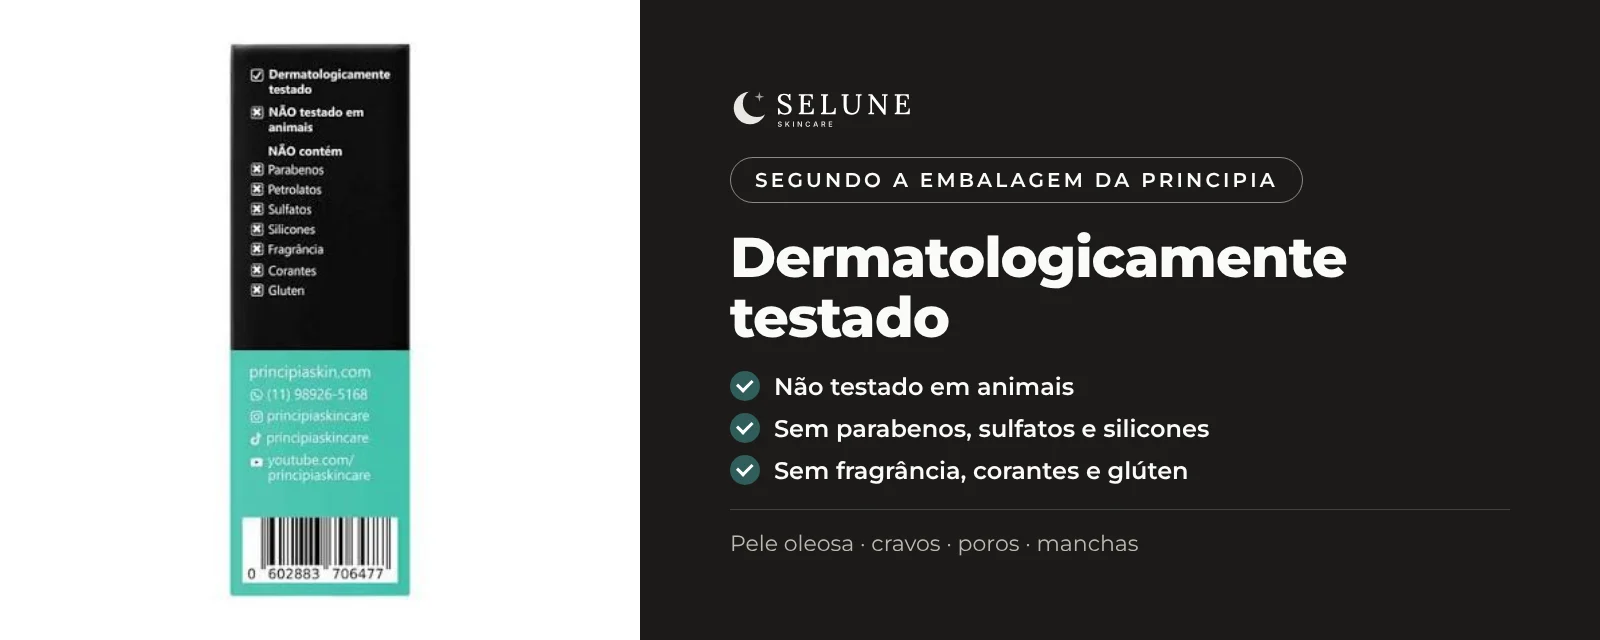 Dermatologicamente
testado
NÃO testado em
animais
NÃO contém
Parabenos
Petrolatos
Sulfatos
Silicones
Fragrância
Corantes
Gluten
principiaskin.com
(11) 98926-5168
principiaskincare
principiaskincare
youtube.com/
principiaskincare
0 602883 706477
SELUNE
SKINCARE
SEGUNDO A EMBALAGEM DA PRINCIPIA
Dermatologicamente
testado
Não testado em animais
Sem parabenos, sulfatos e silicones
Sem fragrância, corantes e glúten
Pele oleosa · cravos · poros · manchas